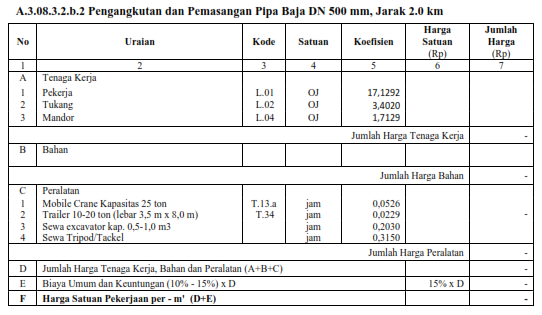 A.3.08.3.2.b.2 Pengangkutan dan Pemasangan Pipa Baja DN 500 mm, Jarak 2.0 km
No Uraian Kode Satuan Koefisien Harga Satuan (Rp) Jumlah Harga (Rp)
1 2 3 4 5 6 7
A Tenaga Kerja
1 Pekerja L.01 OJ 17,1292
2 Tukang L.02 OJ 3,4020
3 Mandor L.04 OJ 1,7129
Jumlah Harga Tenaga Kerja -
B Bahan
Jumlah Harga Bahan -
C Peralatan
1 Mobile Crane Kapasitas 25 ton T.13.a jam 0,0526
2 Trailer 10-20 ton (lebar 3,5 m x 8,0 m) T.34 jam 0,0229 -
3 Sewa excavator kap. 0,5-1,0 m3 jam 0,2030
4 Sewa Tripod/Tackel jam 0,3150
Jumlah Harga Peralatan -
D Jumlah Harga Tenaga Kerja, Bahan dan Peralatan (A+B+C) -
E Biaya Umum dan Keuntungan (10% - 15%) x D 15% x D -
F Harga Satuan Pekerjaan per - m' (D+E) -